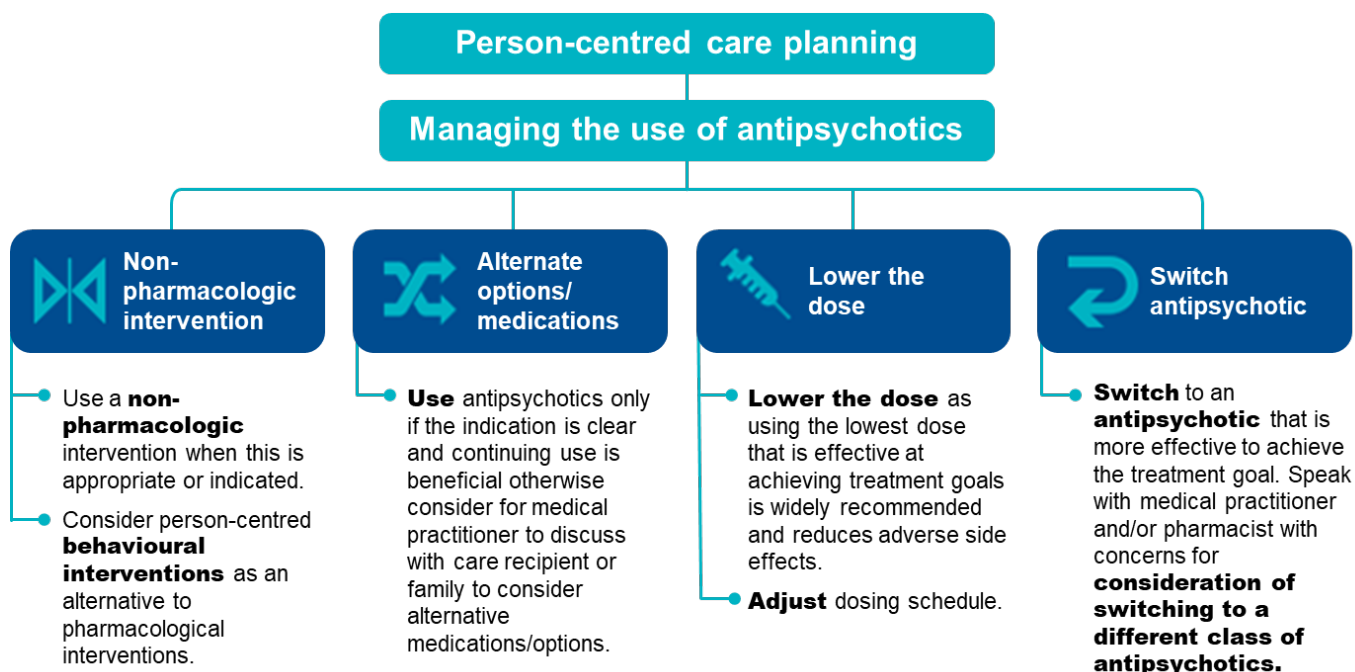 Person-centred care planning
Managing the use of antipsychotics
Non-
pharmacologic
intervention
Use a non-
pharmacologic
intervention when this is
appropriate or indicated.
Consider person-centred
behavioural
interventions as an
alternative to
pharmacological
interventions.
Alternate
options/
medications
Use antipsychotics only
if the indication is clear
and continuing use is
beneficial otherwise
consider for medical
practitioner to discuss
with care recipient or
family to consider
alternative
medications/options.
Lower the
dose
Lower the dose as
using the lowest dose
that is effective at
achieving treatment goals
is widely recommended
and reduces adverse side
effects.
Adjust dosing schedule.
Switch
antipsychotic
Switch to an
antipsychotic that is
more effective to achieve
the treatment goal. Speak
with medical practitioner
and/or pharmacist with
concerns for
consideration of
switching to a
different class of
antipsychotics.